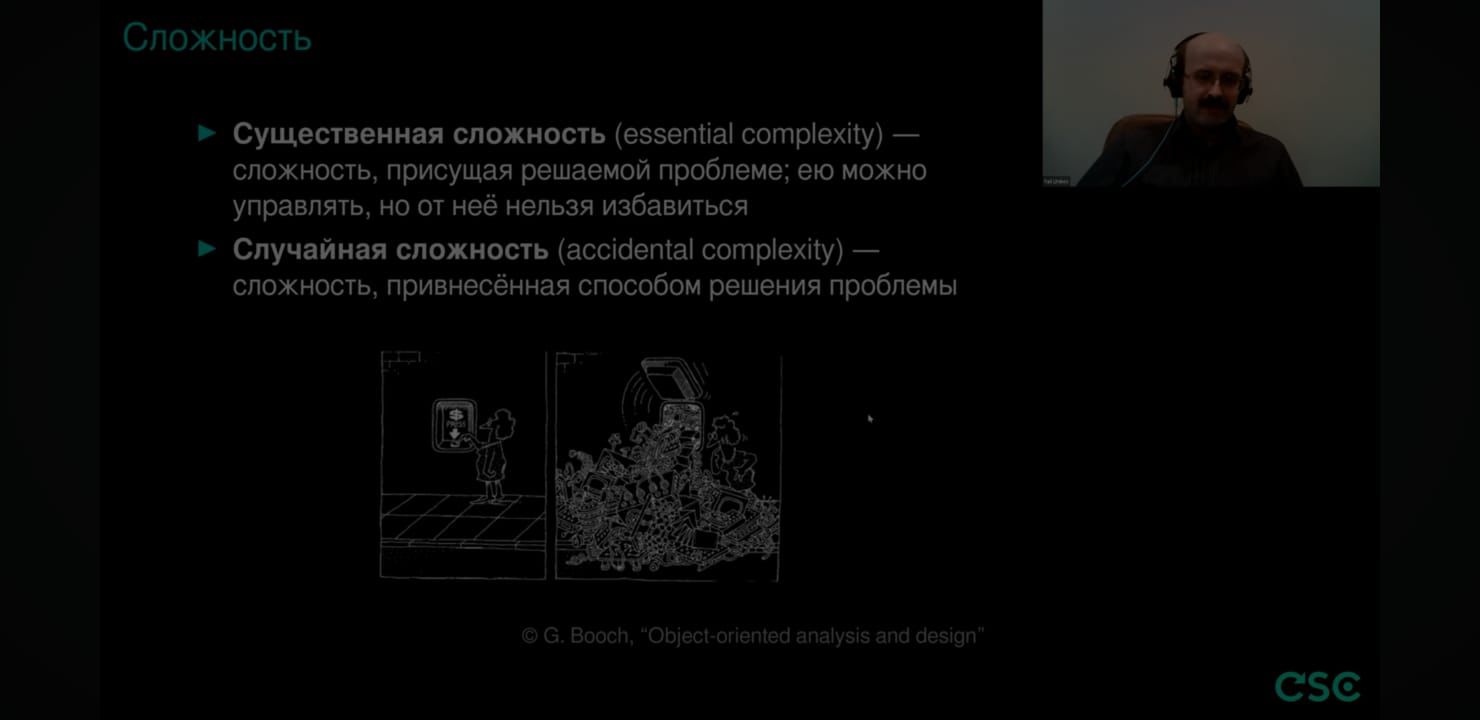 Сложность
Существенная сложность (essential complexity) —
сложность, присущая решаемой проблеме; ею можно
управлять, но от неё нельзя избавиться
Случайная сложность (accidental complexity) —
сложность, привнесённая способом решения проблемы
$
PRESS
© G. Booch, “Object-oriented analysis and design”
CSC